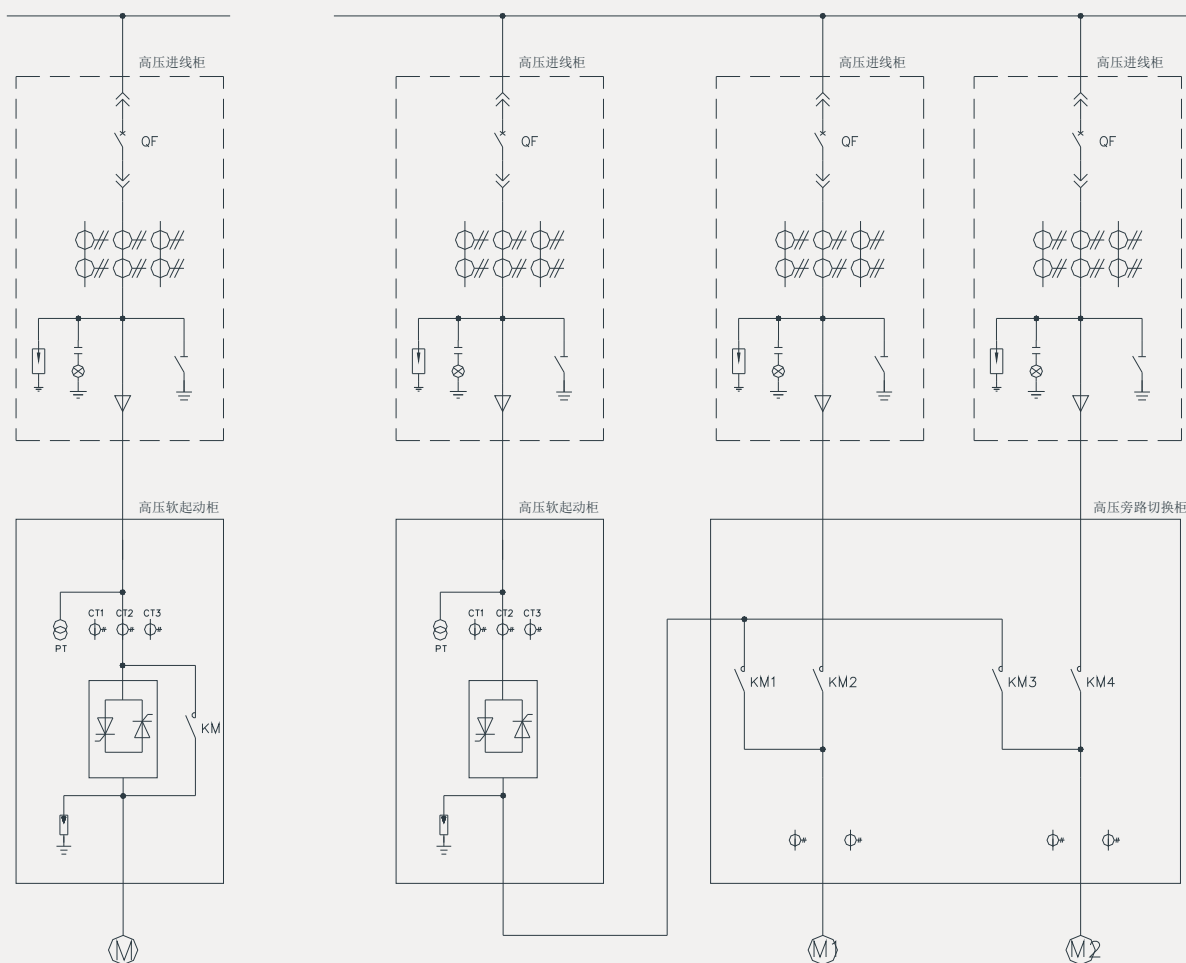 高压进线柜 高压进线柜 高压进线柜 高压进线柜
QF QF QF QF
高压软起动柜 高压软起动柜 高压旁路切换柜
CT1 CT2 CT3 CT1 CT2 CT3
PT PT
KM1 KM2 KM3 KM4
KM
M M1 M2